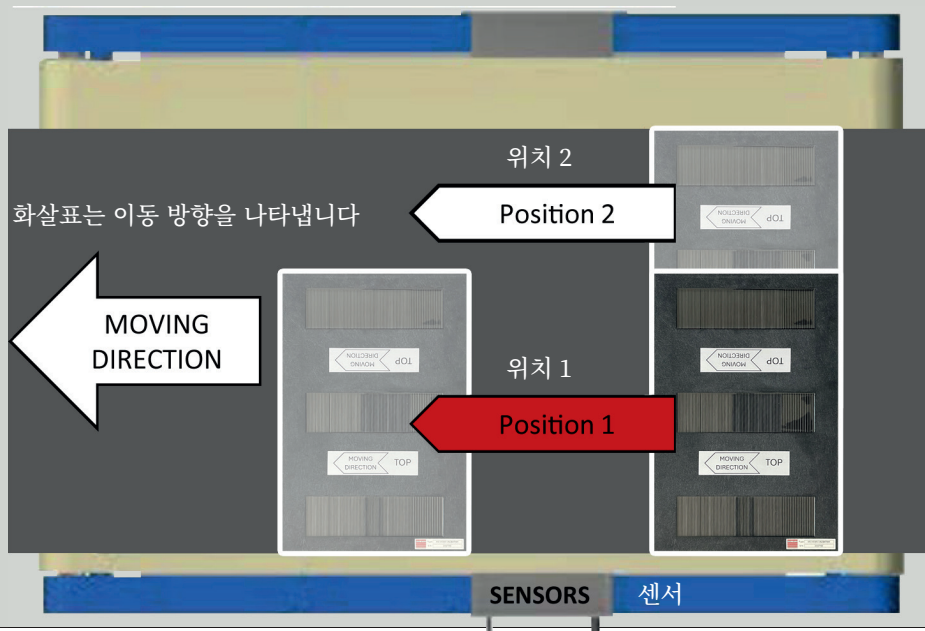 위치 2
화살표는 이동 방향을 나타냅니다
Position 2
MOVING
DIRECTION
TOP
MOVING
DIRECTION
위치 1
Position 1
MOVING
DIRECTION
TOP
MOVING
DIRECTION
TOP
MOVING
DIRECTION
TOP
MOVING
DIRECTION
TOP
SENSORS
센서